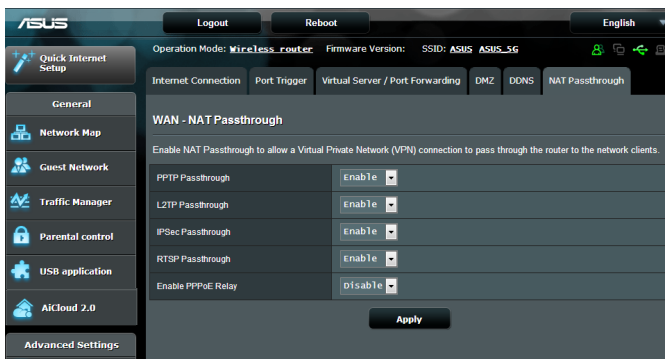 ASUS
Logout
Reboot
English
Quick Internet
Setup
Operation Mode: Wireless router Firmware Version: SSID: ASUS ASUS_5G
Internet Connection
Port Trigger
Virtual Server / Port Forwarding
DMZ
DDNS
NAT Passthrough
General
Network Map
Guest Network
Traffic Manager
Parental control
USB application
AiCloud 2.0
Advanced Settings
WAN - NAT Passthrough
Enable NAT Passthrough to allow a Virtual Private Network (VPN) connection to pass through the router to the network clients.
PPTP Passthrough Enable
L2TP Passthrough Enable
IPSec Passthrough Enable
RTSP Passthrough Enable
Enable PPPoE Relay Disable
Apply